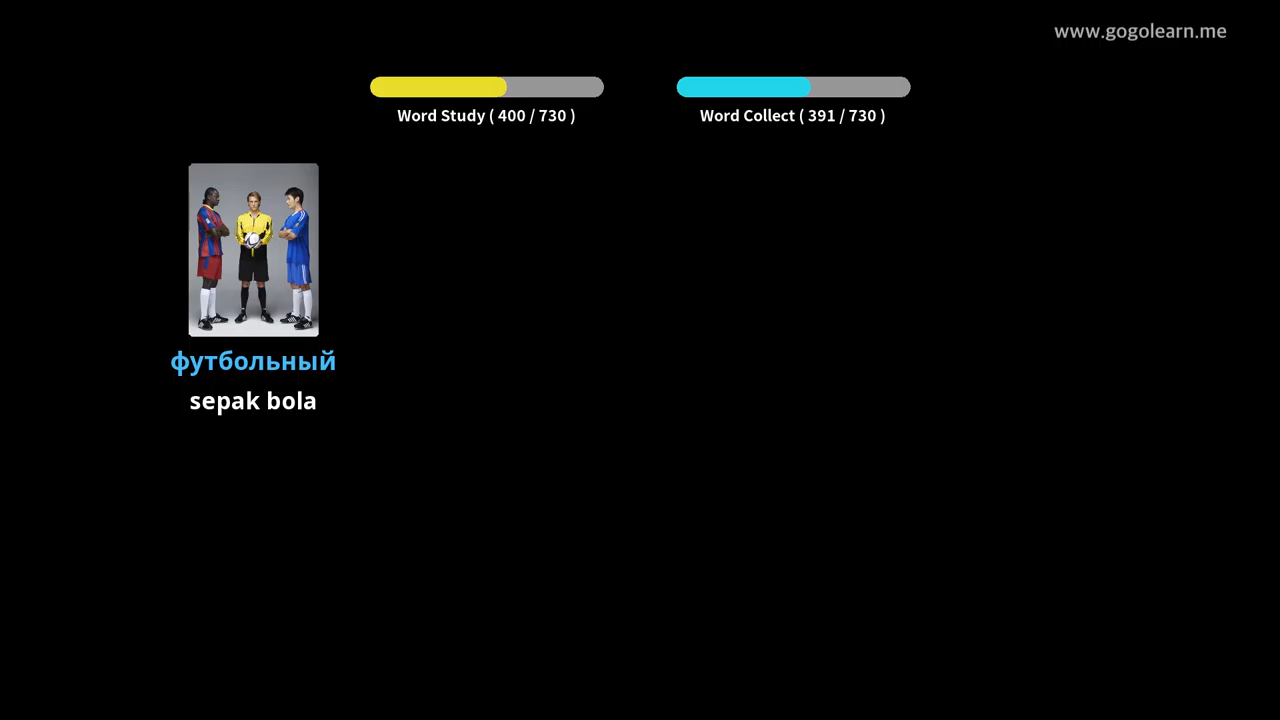 www.gogolearn.me
Word Study ( 400 / 730 )
Word Collect ( 391 / 730 )
футбольный
sepak bola